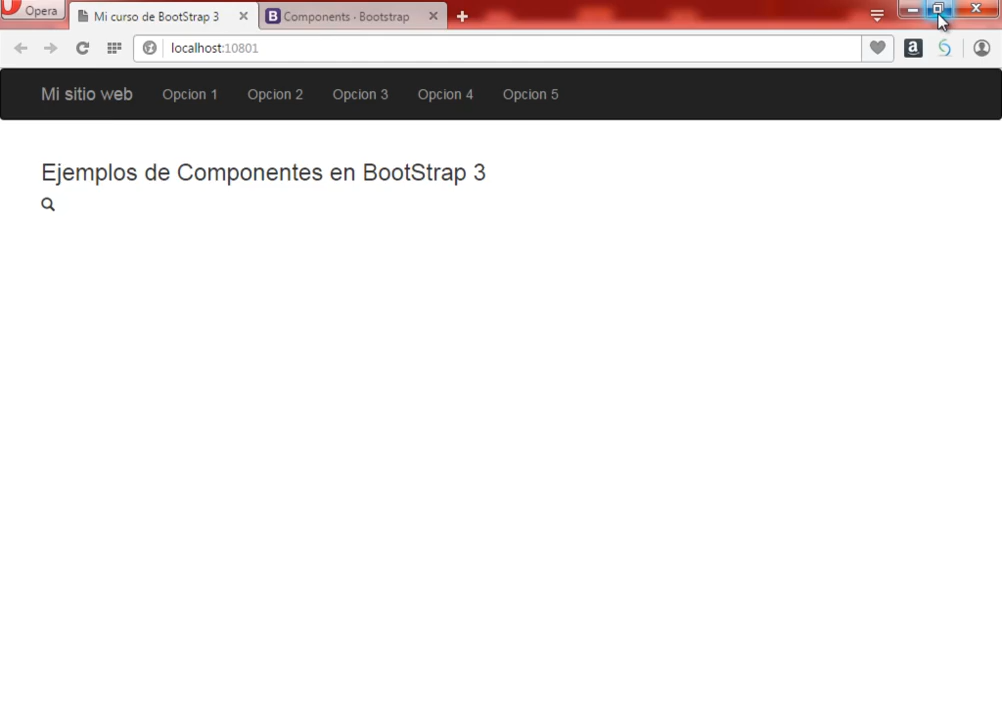 Opera
Mi curso de BootStrap 3
Components · Bootstrap
localhost:10801
Mi sitio web Opcion 1 Opcion 2 Opcion 3 Opcion 4 Opcion 5
Ejemplos de Componentes en BootStrap 3